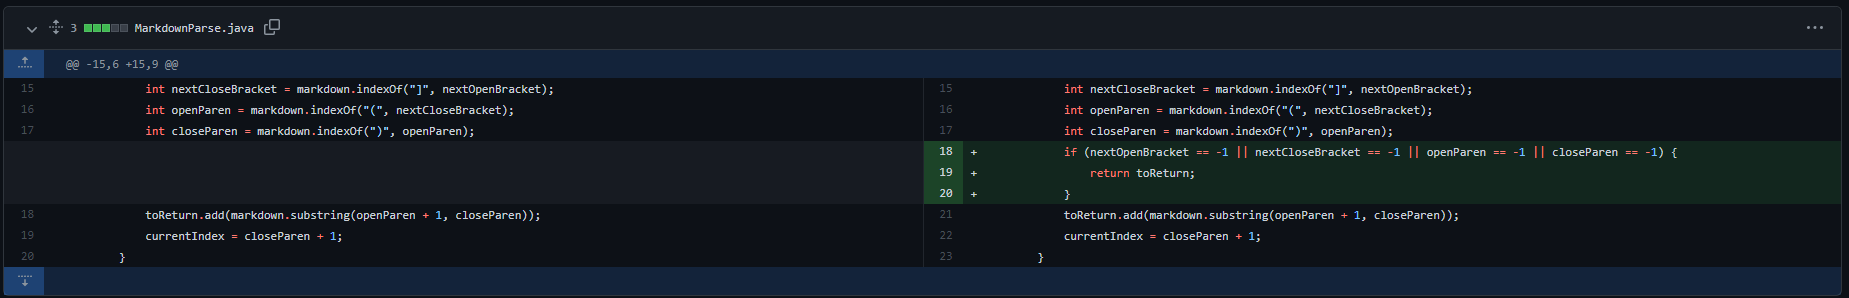 3 MarkdownParse.java
@@ -15,6 +15,9 @@
15 int nextCloseBracket = markdown.indexOf("]", nextOpenBracket);
16 int openParen = markdown.indexOf("(", nextCloseBracket);
17 int closeParen = markdown.indexOf(")", openParen);
18 toReturn.add(markdown.substring(openParen + 1, closeParen));
19 currentIndex = closeParen + 1;
20 }
15 int nextCloseBracket = markdown.indexOf("]", nextOpenBracket);
16 int openParen = markdown.indexOf("(", nextCloseBracket);
17 int closeParen = markdown.indexOf(")", openParen);
18 + if (nextOpenBracket == -1 || nextCloseBracket == -1 || openParen == -1 || closeParen == -1) {
19 + return toReturn;
20 + }
21 toReturn.add(markdown.substring(openParen + 1, closeParen));
22 currentIndex = closeParen + 1;
23 }